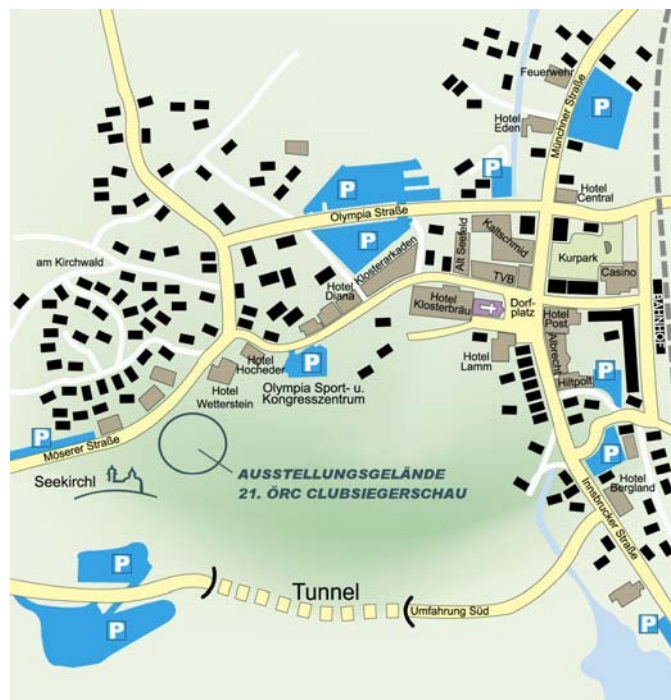 Feuerwehr
P
Hotel
Eden
Münchner Straße
P
P
Hotel
Central
Olympia Straße
P
Klosterarkaden
Alt Seefeld
Kaltschmid
Kurpark
am Kirchwald
TVB
Casino
Hotel
Diana
Hotel
Klosterbräu
Dorf-
platz
BAHNHOF
Hotel
Post
Hotel
Hocheder
P
Hotel
Lamm
Albrecht
P
Hiltpolt
Olympia Sport- u.
Kongresszentrum
Hotel
Wetterstein
P
Möserer Straße
P
AUSSTELLUNGSGELÄNDE
21. ÖRC CLUBSIEGERSCHAU
Seekirchl
Hotel
Bergland
Innsbrucker Straße
P
Tunnel
Umfahrung Süd
P
P